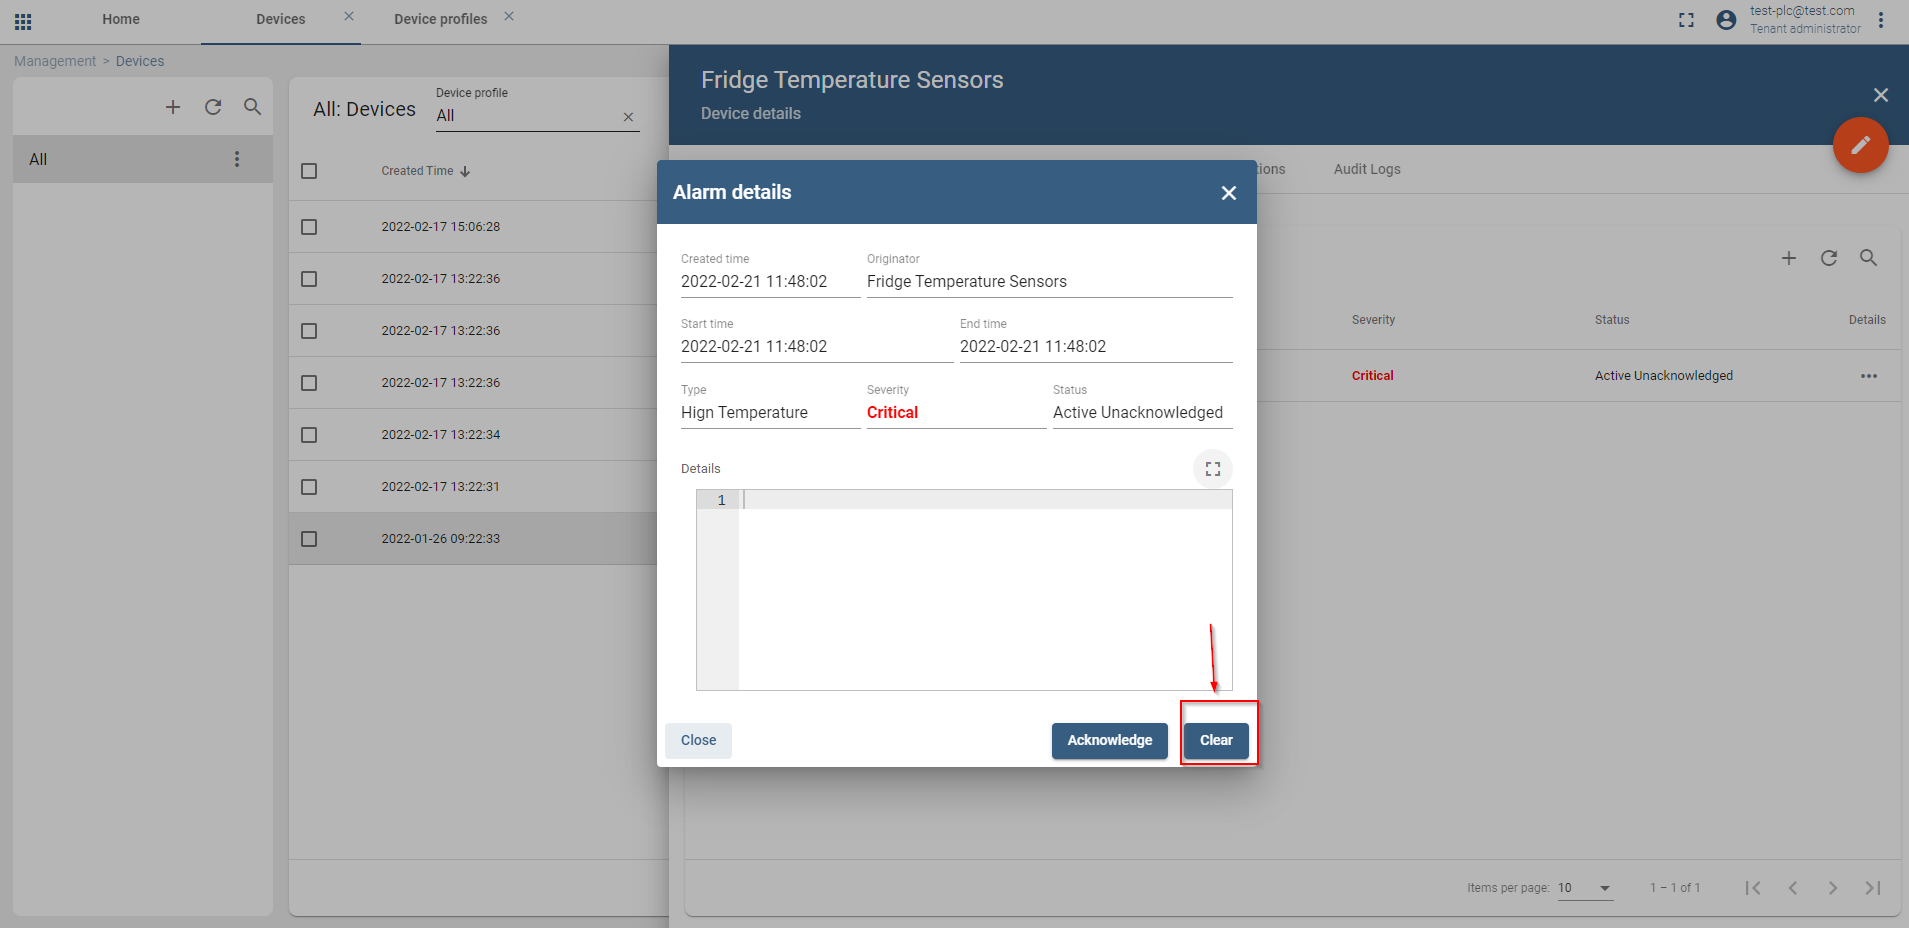 Home
Devices
Device profiles
test-plc@test.com
Tenant administrator
Management > Devices
All
All: Devices
Device profile
All
Created Time
2022-02-17 15:06:28
2022-02-17 13:22:36
2022-02-17 13:22:36
2022-02-17 13:22:36
2022-02-17 13:22:34
2022-02-17 13:22:31
2022-01-26 09:22:33
Fridge Temperature Sensors
Device details
tions
Audit Logs
Severity
Status
Details
Critical
Active Unacknowledged
Items per page: 10
1 – 1 of 1
Alarm details
Created time
Originator
2022-02-21 11:48:02
Fridge Temperature Sensors
Start time
End time
2022-02-21 11:48:02
2022-02-21 11:48:02
Type
Severity
Status
Hign Temperature
Critical
Active Unacknowledged
Details
1
Close
Acknowledge
Clear